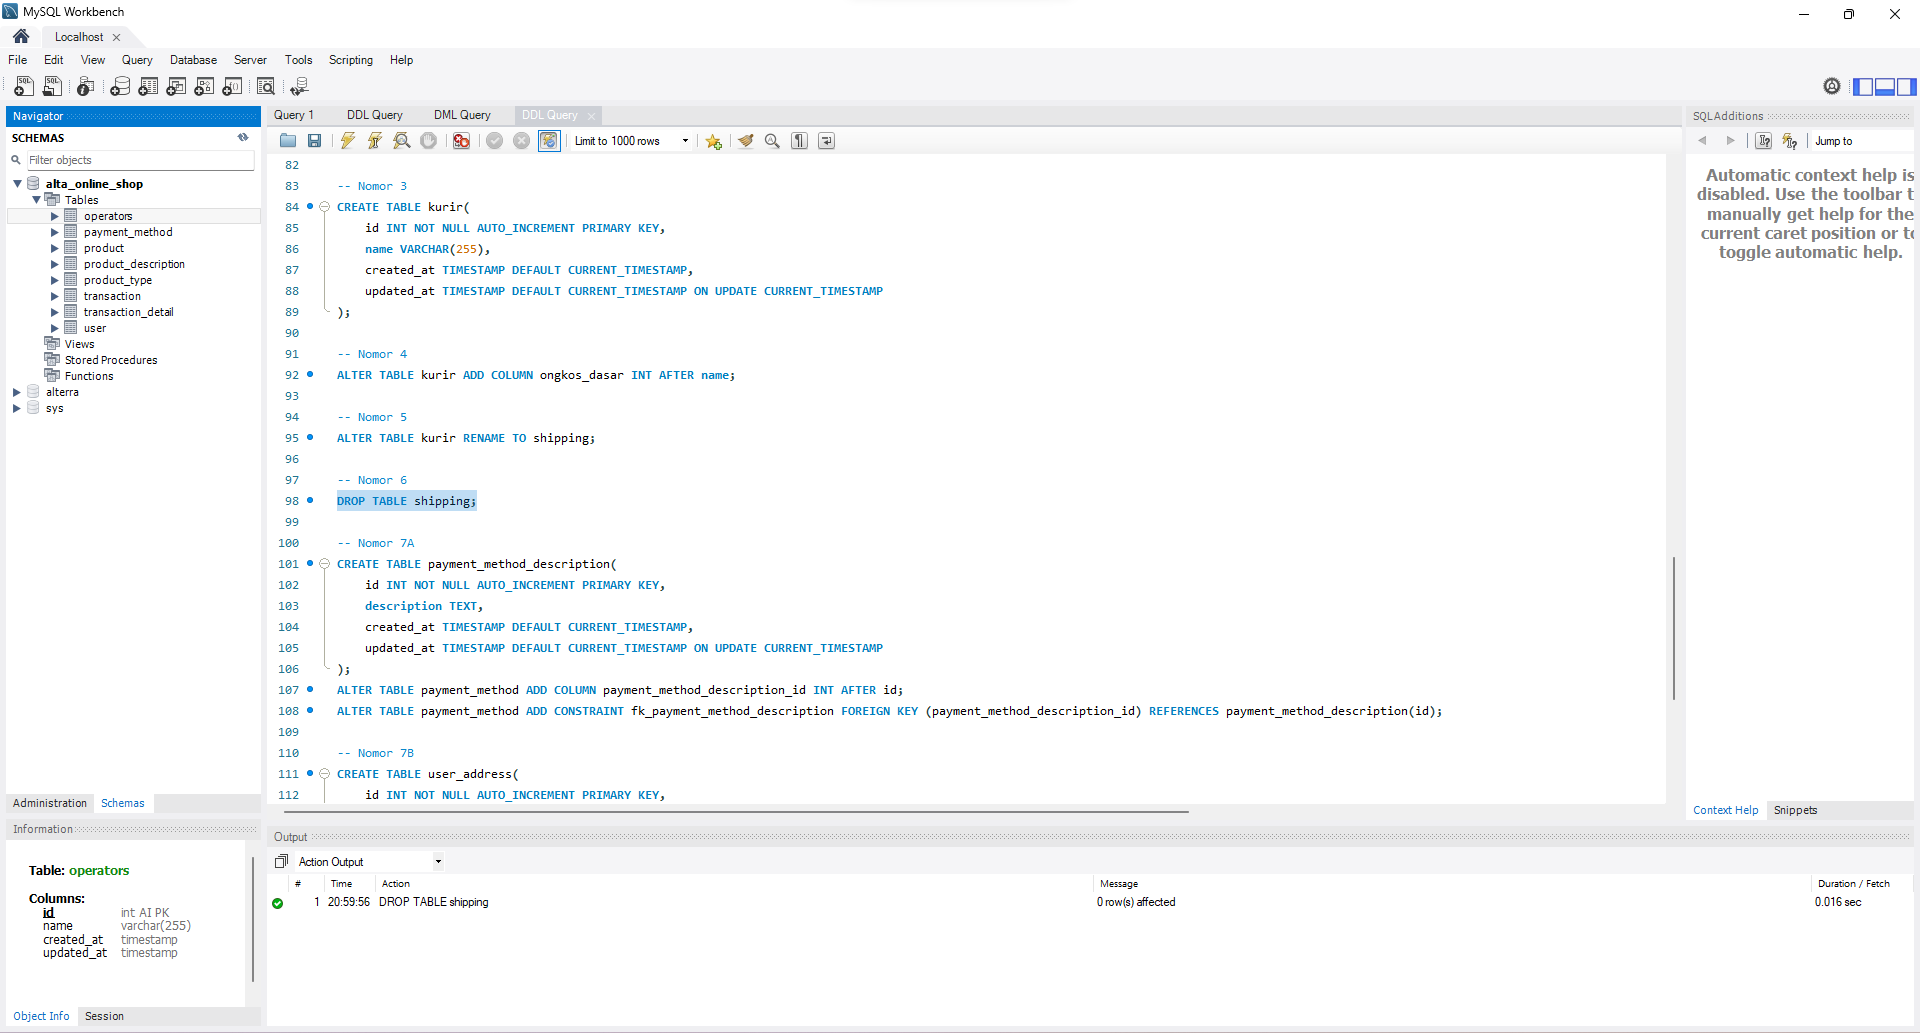 MySQL Workbench
Localhost
File Edit View Query Database Server Tools Scripting Help
Navigator
SCHEMAS
Filter objects
alta_online_shop
Tables
operators
payment_method
product
product_description
product_type
transaction
transaction_detail
user
Views
Stored Procedures
Functions
alterra
sys
Administration Schemas
Information
Table: operators
Columns:
id int AI PK
name varchar(255)
created_at timestamp
updated_at timestamp
Object Info Session
Query 1 DDL Query DML Query DDL Query
Limit to 1000 rows
82
83 -- Nomor 3
84 CREATE TABLE kurir(
85 id INT NOT NULL AUTO_INCREMENT PRIMARY KEY,
86 name VARCHAR(255),
87 created_at TIMESTAMP DEFAULT CURRENT_TIMESTAMP,
88 updated_at TIMESTAMP DEFAULT CURRENT_TIMESTAMP ON UPDATE CURRENT_TIMESTAMP
89 );
90
91 -- Nomor 4
92 ALTER TABLE kurir ADD COLUMN ongkos_dasar INT AFTER name;
93
94 -- Nomor 5
95 ALTER TABLE kurir RENAME TO shipping;
96
97 -- Nomor 6
98 DROP TABLE shipping;
99
100 -- Nomor 7A
101 CREATE TABLE payment_method_description(
102 id INT NOT NULL AUTO_INCREMENT PRIMARY KEY,
103 description TEXT,
104 created_at TIMESTAMP DEFAULT CURRENT_TIMESTAMP,
105 updated_at TIMESTAMP DEFAULT CURRENT_TIMESTAMP ON UPDATE CURRENT_TIMESTAMP
106 );
107 ALTER TABLE payment_method ADD COLUMN payment_method_description_id INT AFTER id;
108 ALTER TABLE payment_method ADD CONSTRAINT fk_payment_method_description FOREIGN KEY (payment_method_description_id) REFERENCES payment_method_description(id);
109
110 -- Nomor 7B
111 CREATE TABLE user_address(
112 id INT NOT NULL AUTO_INCREMENT PRIMARY KEY,
Output
Action Output
# Time Action Message Duration / Fetch
1 20:59:56 DROP TABLE shipping 0 row(s) affected 0.016 sec
SQLAdditions
Jump to
Automatic context help is
disabled. Use the toolbar t
manually get help for the
current caret position or to
toggle automatic help.
Context Help Snippets